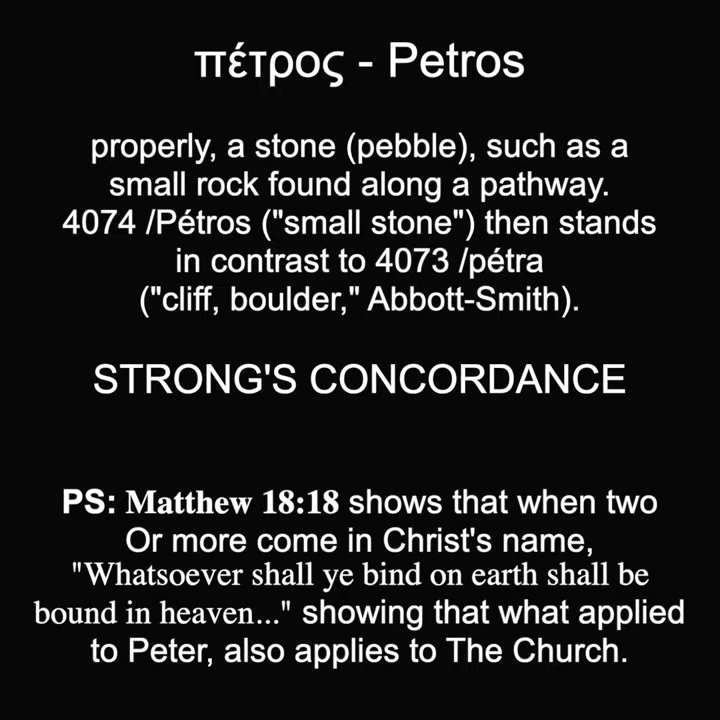 πέτρος - Petros
properly, a stone (pebble), such as a
small rock found along a pathway.
4074 /Pétros ("small stone") then stands
in contrast to 4073 /pétra
("cliff, boulder," Abbott-Smith).
STRONG'S CONCORDANCE
PS: Matthew 18:18 shows that when two
Or more come in Christ's name,
"Whatsoever shall ye bind on earth shall be
bound in heaven..." showing that what applied
to Peter, also applies to The Church.